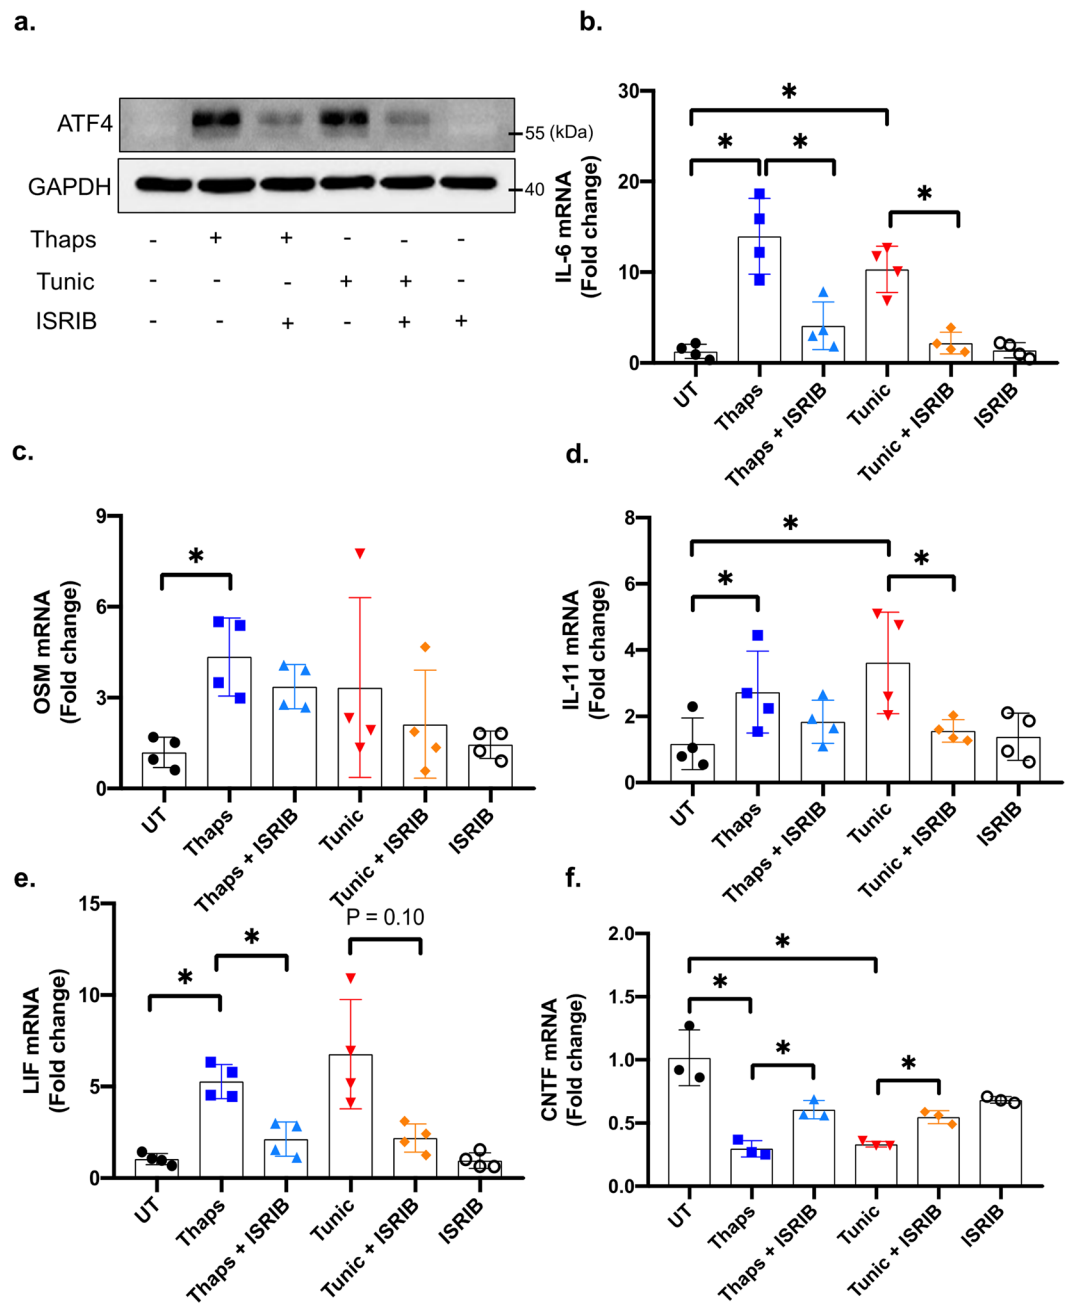 a.
ATF4
55 (kDa)
GAPDH
40
Thaps - + + - - -
Tunic - - - + + -
ISRIB - - + - + +
b.
IL-6 mRNA
(Fold change)
30
20
10
0
* * * *
UT
Thaps
Thaps + ISRIB
Tunic
Tunic + ISRIB
ISRIB
c.
OSM mRNA
(Fold change)
9
6
3
0
*
UT
Thaps
Thaps + ISRIB
Tunic
Tunic + ISRIB
ISRIB
d.
IL-11 mRNA
(Fold change)
8
6
4
2
0
* * *
UT
Thaps
Thaps + ISRIB
Tunic
Tunic + ISRIB
ISRIB
e.
LIF mRNA
(Fold change)
15
10
5
0
* *
P = 0.10
UT
Thaps
Thaps + ISRIB
Tunic
Tunic + ISRIB
ISRIB
f.
CNTF mRNA
(Fold change)
2.0
1.5
1.0
0.5
0.0
* * * *
UT
Thaps
Thaps + ISRIB
Tunic
Tunic + ISRIB
ISRIB